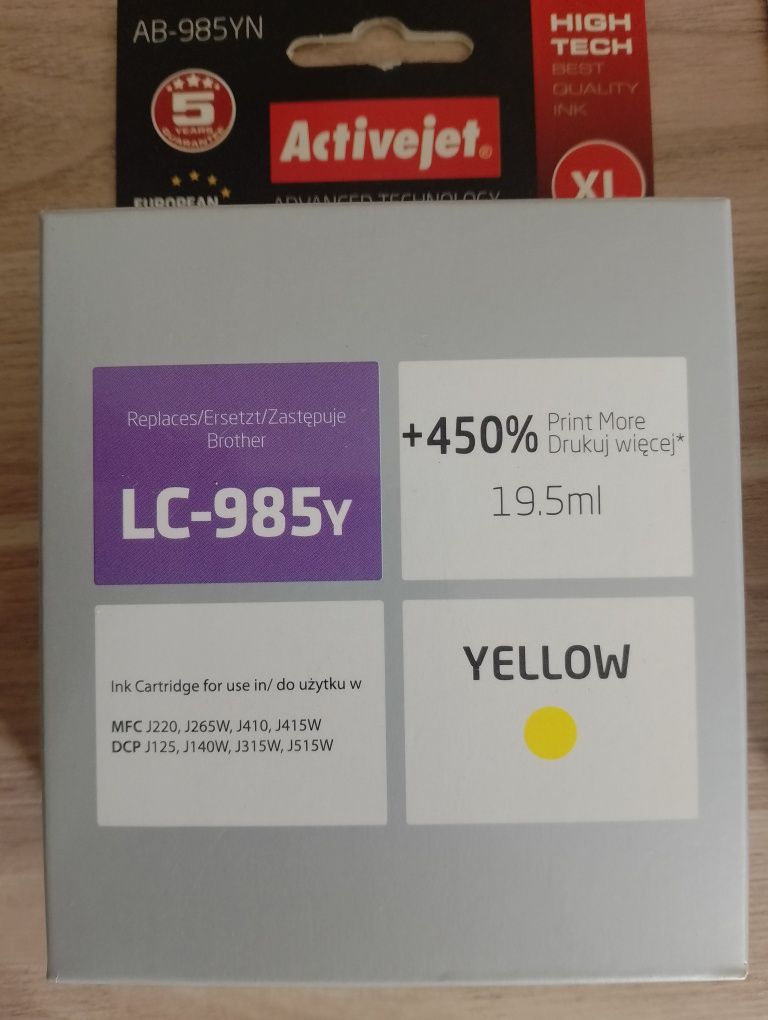 AB-985YN
HIGH
TECH
BEST
QUALITY
INK
5
YEARS
GUARANTEE
Activejet®
EUROPEAN
ADVANCED TECHNOLOGY
XL
Replaces/Ersetzt/Zastępuje
Brother
LC-985Y
+450% Print More
Drukuj więcej*
19.5ml
Ink Cartridge for use in/ do użytku w
MFC J220, J265W, J410, J415W
DCP J125, J140W, J315W, J515W
YELLOW